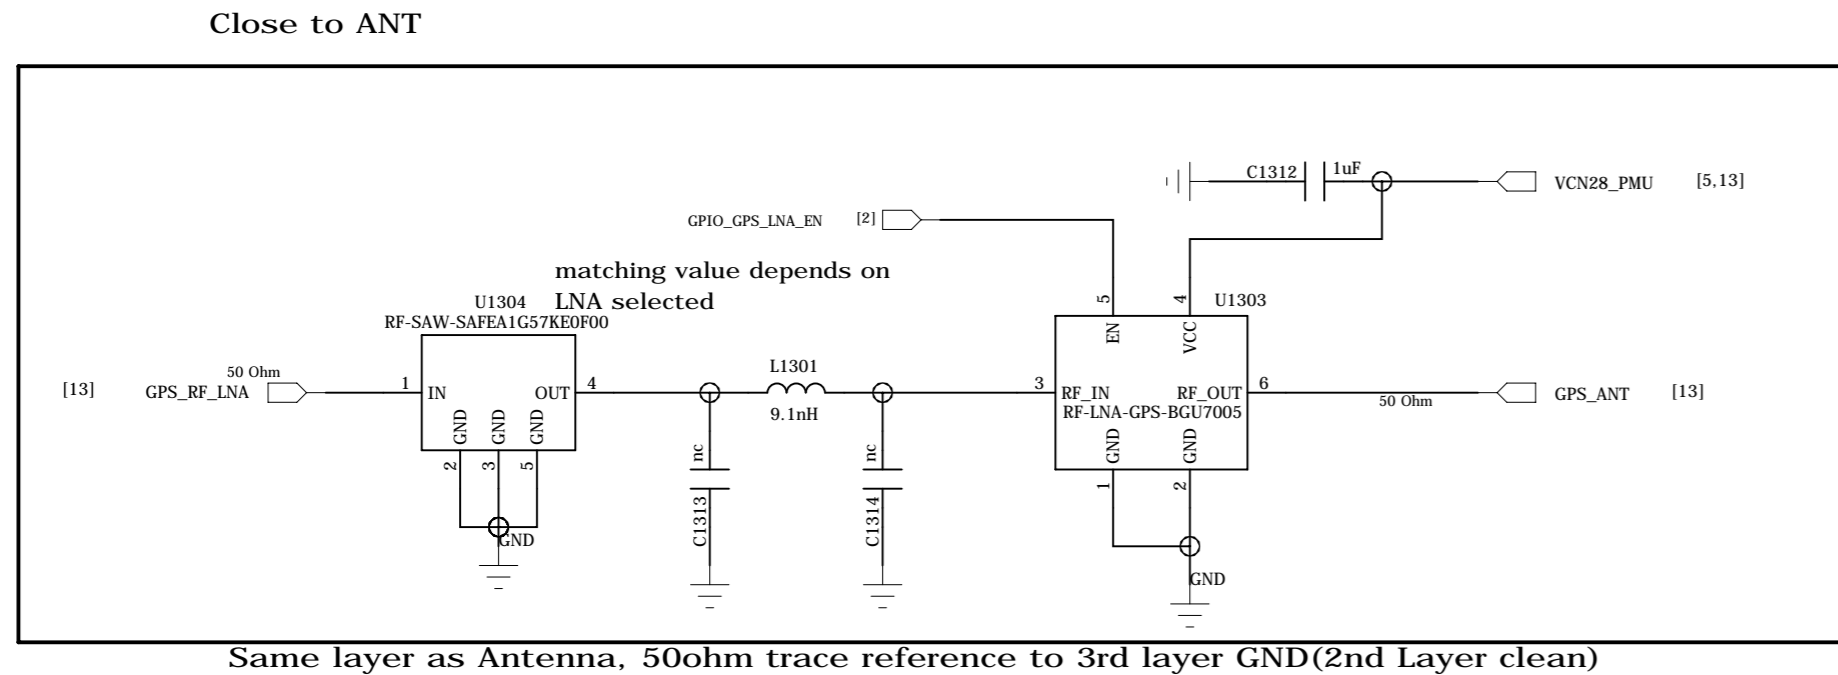 Close to ANT
C1312
1uF
VCN28_PMU
[5,13]
GPIO_GPS_LNA_EN
[2]
matching value depends on
LNA selected
U1304
RF-SAW-SAFEA1G57KE0F00
5
4
U1303
EN
VCC
[13]
GPS_RF_LNA
50 Ohm
1
IN
OUT
4
L1301
9.1nH
3
RF_IN
RF_OUT
6
RF-LNA-GPS-BGU7005
50 Ohm
GPS_ANT
[13]
GND
GND
GND
2
3
5
GND
nc
C1313
nc
C1314
GND
GND
1
2
GND
Same layer as Antenna, 50ohm trace reference to 3rd layer GND(2nd Layer clean)